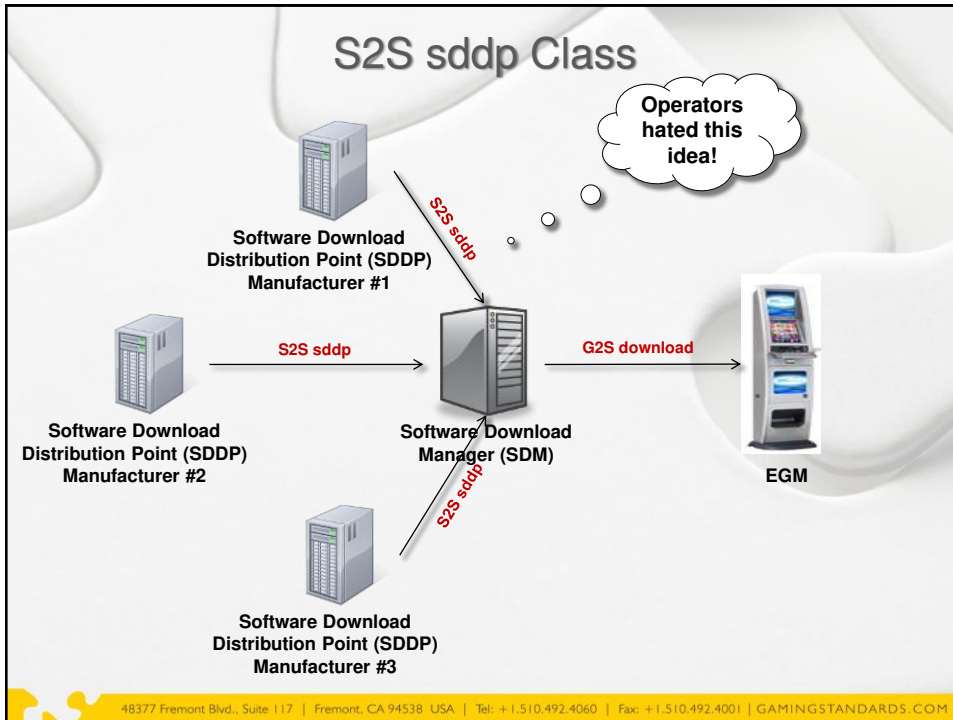 S2S sddp Class
Operators
hated this
idea!
S2S sddp
Software Download
Distribution Point (SDDP)
Manufacturer #1
S2S sddp
G2S download
Software Download
Distribution Point (SDDP)
Manufacturer #2
Software Download
Manager (SDM)
EGM
S2S sddp
Software Download
Distribution Point (SDDP)
Manufacturer #3
48377 Fremont Blvd., Suite 117 | Fremont, CA 94538 USA | Tel: +1.510.492.4060 | Fax: +1.510.492.4001 | GAMINGSTANDARDS.COM